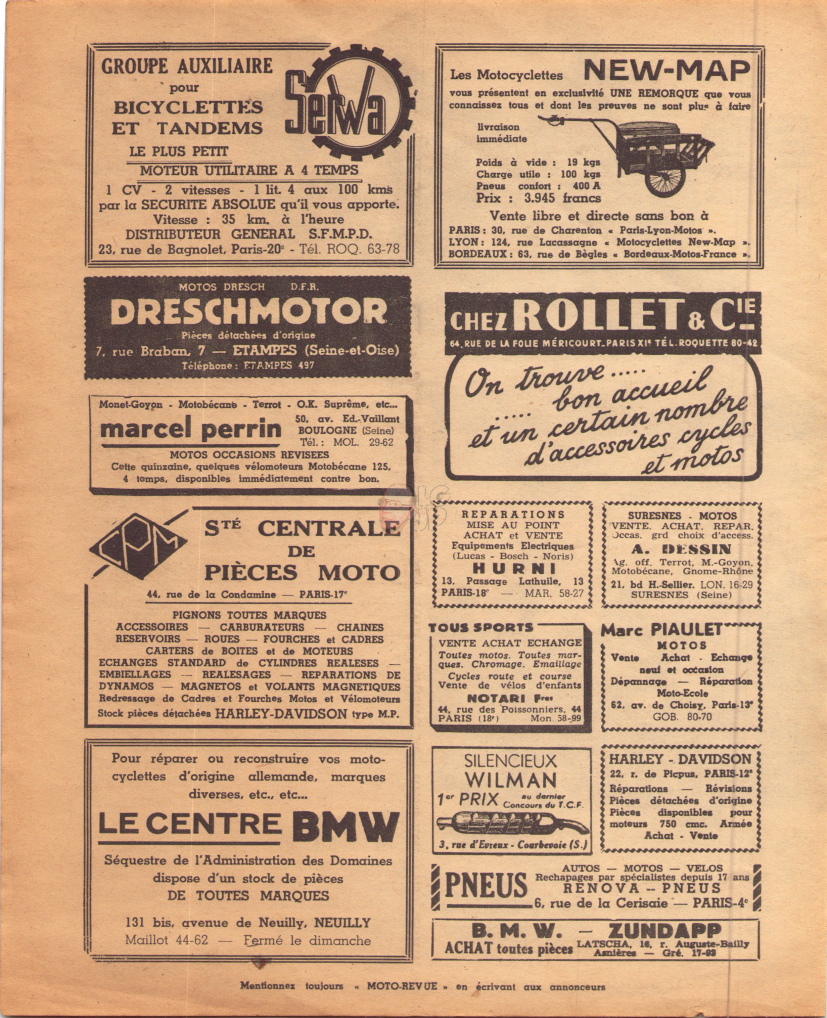 GROUPE AUXILIAIRE
pour
BICYCLETTES
ET TANDEMS
Serwa
LE PLUS PETIT
MOTEUR UTILITAIRE A 4 TEMPS
1 CV - 2 vitesses - 1 lit. 4 aux 100 kms
par la SECURITE ABSOLUE qu'il vous apporte.
Vitesse : 35 km. à l'heure
DISTRIBUTEUR GENERAL S.F.M.P.D.
23, rue de Bagnolet, Paris-20e - Tél. ROQ. 63-78
Les Motocyclettes NEW-MAP
vous présentent en exclusivité UNE REMORQUE que vous
connaissez tous et dont les preuves ne sont plus à faire
livraison
immédiate
Poids à vide : 19 kgs
Charge utile : 100 kgs
Pneus confort : 400 A
Prix : 3.945 francs
Vente libre et directe sans bon à
PARIS : 30, rue de Charenton « Paris-Lyon-Motos ».
LYON : 124, rue Lacassagne « Motocyclettes New-Map ».
BORDEAUX : 63, rue de Bègles « Bordeaux-Motos-France ».
MOTOS DRESCH D.F.R.
DRESCHMOTOR
Pièces détachées d'origine
7, rue Braban, 7 — ETAMPES (Seine-et-Oise)
Téléphone : ETAMPES 497
CHEZ ROLLET & CIE
64, RUE DE LA FOLIE MÉRICOURT. PARIS XIe TÉL. ROQUETTE 80-42
On trouve .....
..... bon accueil
et un certain nombre
d'accessoires cycles
et motos
Monet-Goyon - Motobécane - Terrot - O.K. Suprême, etc...
marcel perrin
50, av. Ed.-Vaillant
BOULOGNE (Seine)
Tél. : MOL. 29-62
MOTOS OCCASIONS REVISEES
Cette quinzaine, quelques vélomoteurs Motobécane 125,
4 temps, disponibles immédiatement contre bon.
CPM
STÉ CENTRALE
DE
PIÈCES MOTO
44, rue de la Condamine — PARIS-17e
PIGNONS TOUTES MARQUES
ACCESSOIRES — CARBURATEURS — CHAINES
RESERVOIRS — ROUES — FOURCHES et CADRES
CARTERS de BOITES et de MOTEURS
ECHANGES STANDARD de CYLINDRES REALESES —
EMBIELLAGES — REALESAGES — REPARATIONS DE
DYNAMOS — MAGNETOS et VOLANTS MAGNETIQUES
Redressage de Cadres et Fourches Motos et Vélomoteurs
Stock pièces détachées HARLEY-DAVIDSON type M.P.
REPARATIONS
MISE AU POINT
ACHAT et VENTE
Equipements Electriques
(Lucas - Bosch - Noris)
HURNI
13, Passage Lathuile, 13
PARIS-18e — MAR. 58-27
SURESNES - MOTOS
VENTE, ACHAT, REPAR.
Occas. grd choix d'access.
A. DESSIN
Ag. off. Terrot, M.-Goyon,
Motobécane, Gnome-Rhône
21, bd H.-Sellier. LON. 16-29
SURESNES (Seine)
TOUS SPORTS
VENTE ACHAT ECHANGE
Toutes motos. Toutes mar-
ques. Chromage. Emaillage
Cycles route et course
Vente de vélos d'enfants
NOTARI Fres
44, rue des Poissonniers, 44
PARIS (18e) Mon. 58-99
Marc PIAULET
MOTOS
Vente Achat - Echange
neuf et occasion
Dépannage — Réparation
Moto-Ecole
62, av. de Choisy, Paris-13e
GOB. 80-70
Pour réparer ou reconstruire vos moto-
cyclettes d'origine allemande, marques
diverses, etc., etc...
LE CENTRE BMW
Séquestre de l'Administration des Domaines
dispose d'un stock de pièces
DE TOUTES MARQUES
131 bis, avenue de Neuilly, NEUILLY
Maillot 44-62 — Fermé le dimanche
SILENCIEUX
WILMAN
1er PRIX au dernier
Concours du T.C.F.
3, rue d'Evreux - Courbevoie (S.)
HARLEY - DAVIDSON
22, r. de Picpus, PARIS-12e
Réparations — Révisions
Pièces détachées d'origine
Pièces disponibles pour
moteurs 750 cmc. Armée
Achat - Vente
PNEUS
AUTOS — MOTOS — VELOS
Rechapages par spécialistes depuis 17 ans
RENOVA — PNEUS
6, rue de la Cerisaie — PARIS-4e
B. M. W. - ZUNDAPP
ACHAT toutes pièces
LATSCHA, 16, r. Auguste-Bailly
Asnières — Gré. 17-93
Mentionnez toujours « MOTO-REVUE » en écrivant aux annonceurs